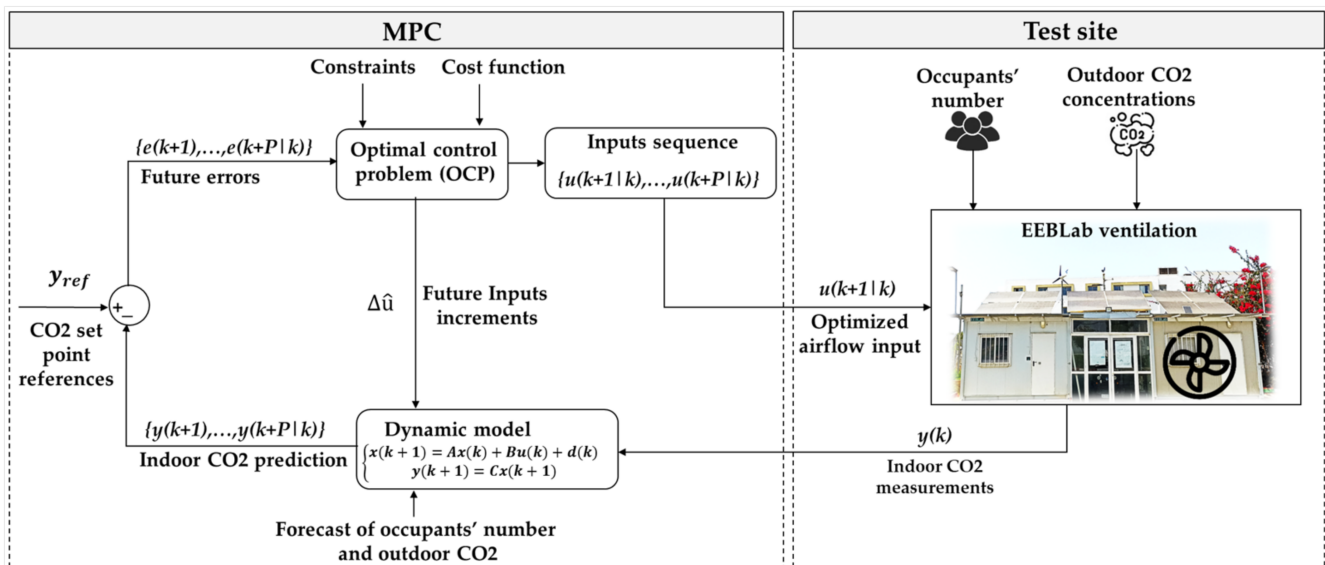 MPC
Test site
Constraints
Cost function
Occupants’
number
Outdoor CO2
concentrations
CO₂
{e(k+1),…,e(k+P|k)}
Future errors
Optimal control
problem (OCP)
Inputs sequence
{u(k+1|k),…,u(k+P|k)}
EEBLab ventilation
y_ref
+
−
CO2 set
point
references
Δû
Future Inputs
increments
u(k+1|k)
Optimized
airflow input
{y(k+1),…,y(k+P|k)}
Indoor CO2 prediction
Dynamic model
{x(k + 1) = Ax(k) + Bu(k) + d(k)
y(k + 1) = Cx(k + 1)
y(k)
Indoor CO2
measurements
Forecast of occupants’ number
and outdoor CO2